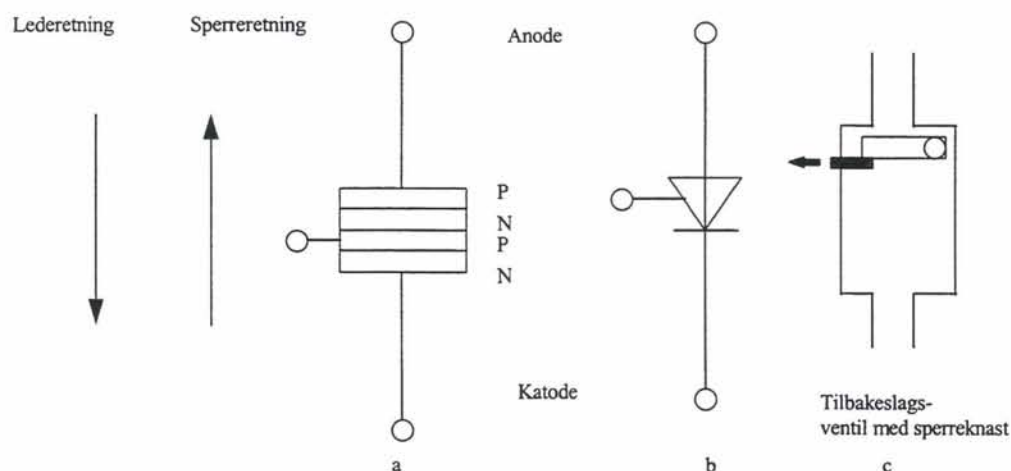 Lederetning
Sperreretning
Anode
P
N
P
N
Katode
Tilbakeslags-
ventil med sperreknast
a
b
c